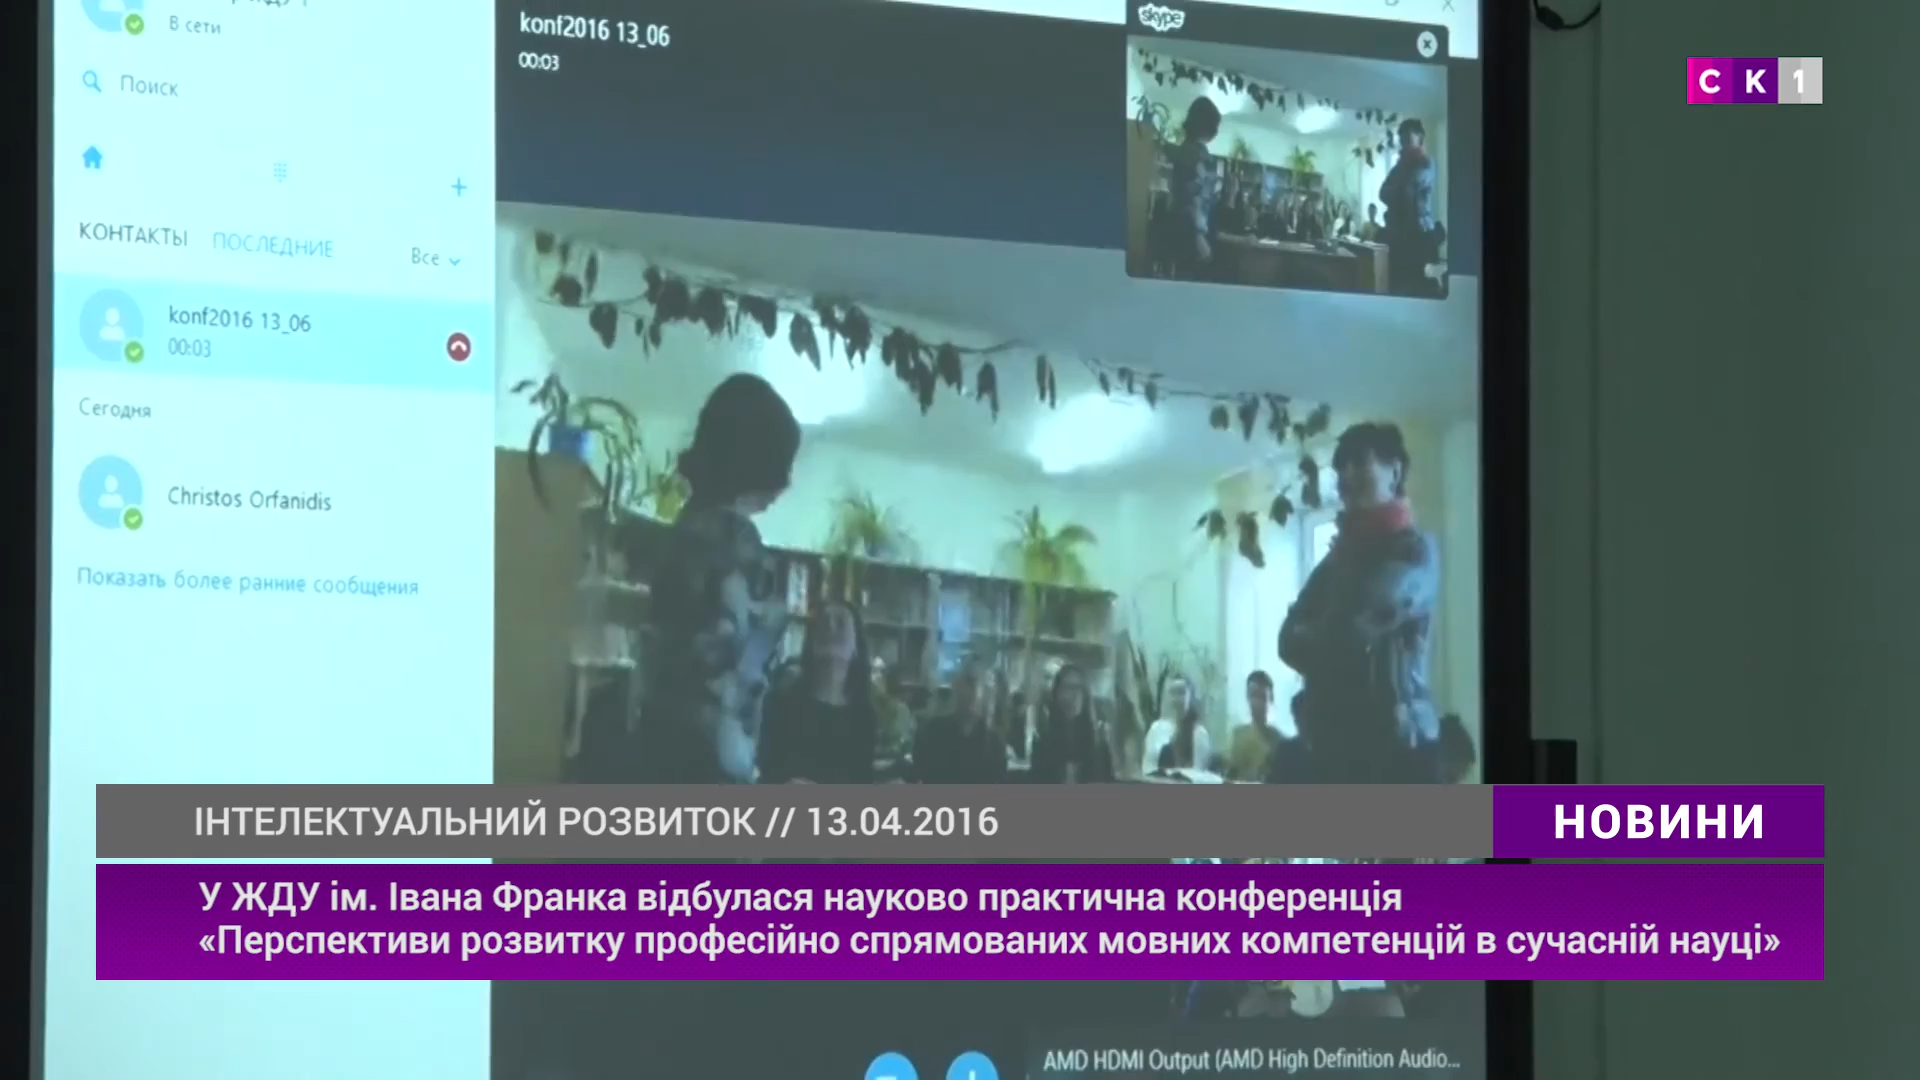 В сети
Поиск
КОНТАКТЫ ПОСЛЕДНИЕ
Все
konf2016 13_06
00:03
Сегодня
Christos Orfanidis
Показать более ранние сообщения
konf2016 13_06
00:03
skype
СК1
ІНТЕЛЕКТУАЛЬНИЙ РОЗВИТОК // 13.04.2016
НОВИНИ
У ЖДУ ім. Івана Франка відбулася науково практична конференція
«Перспективи розвитку професійно спрямованих мовних компетенцій в сучасній науці»
AMD HDMI Output (AMD High Definition Audio...